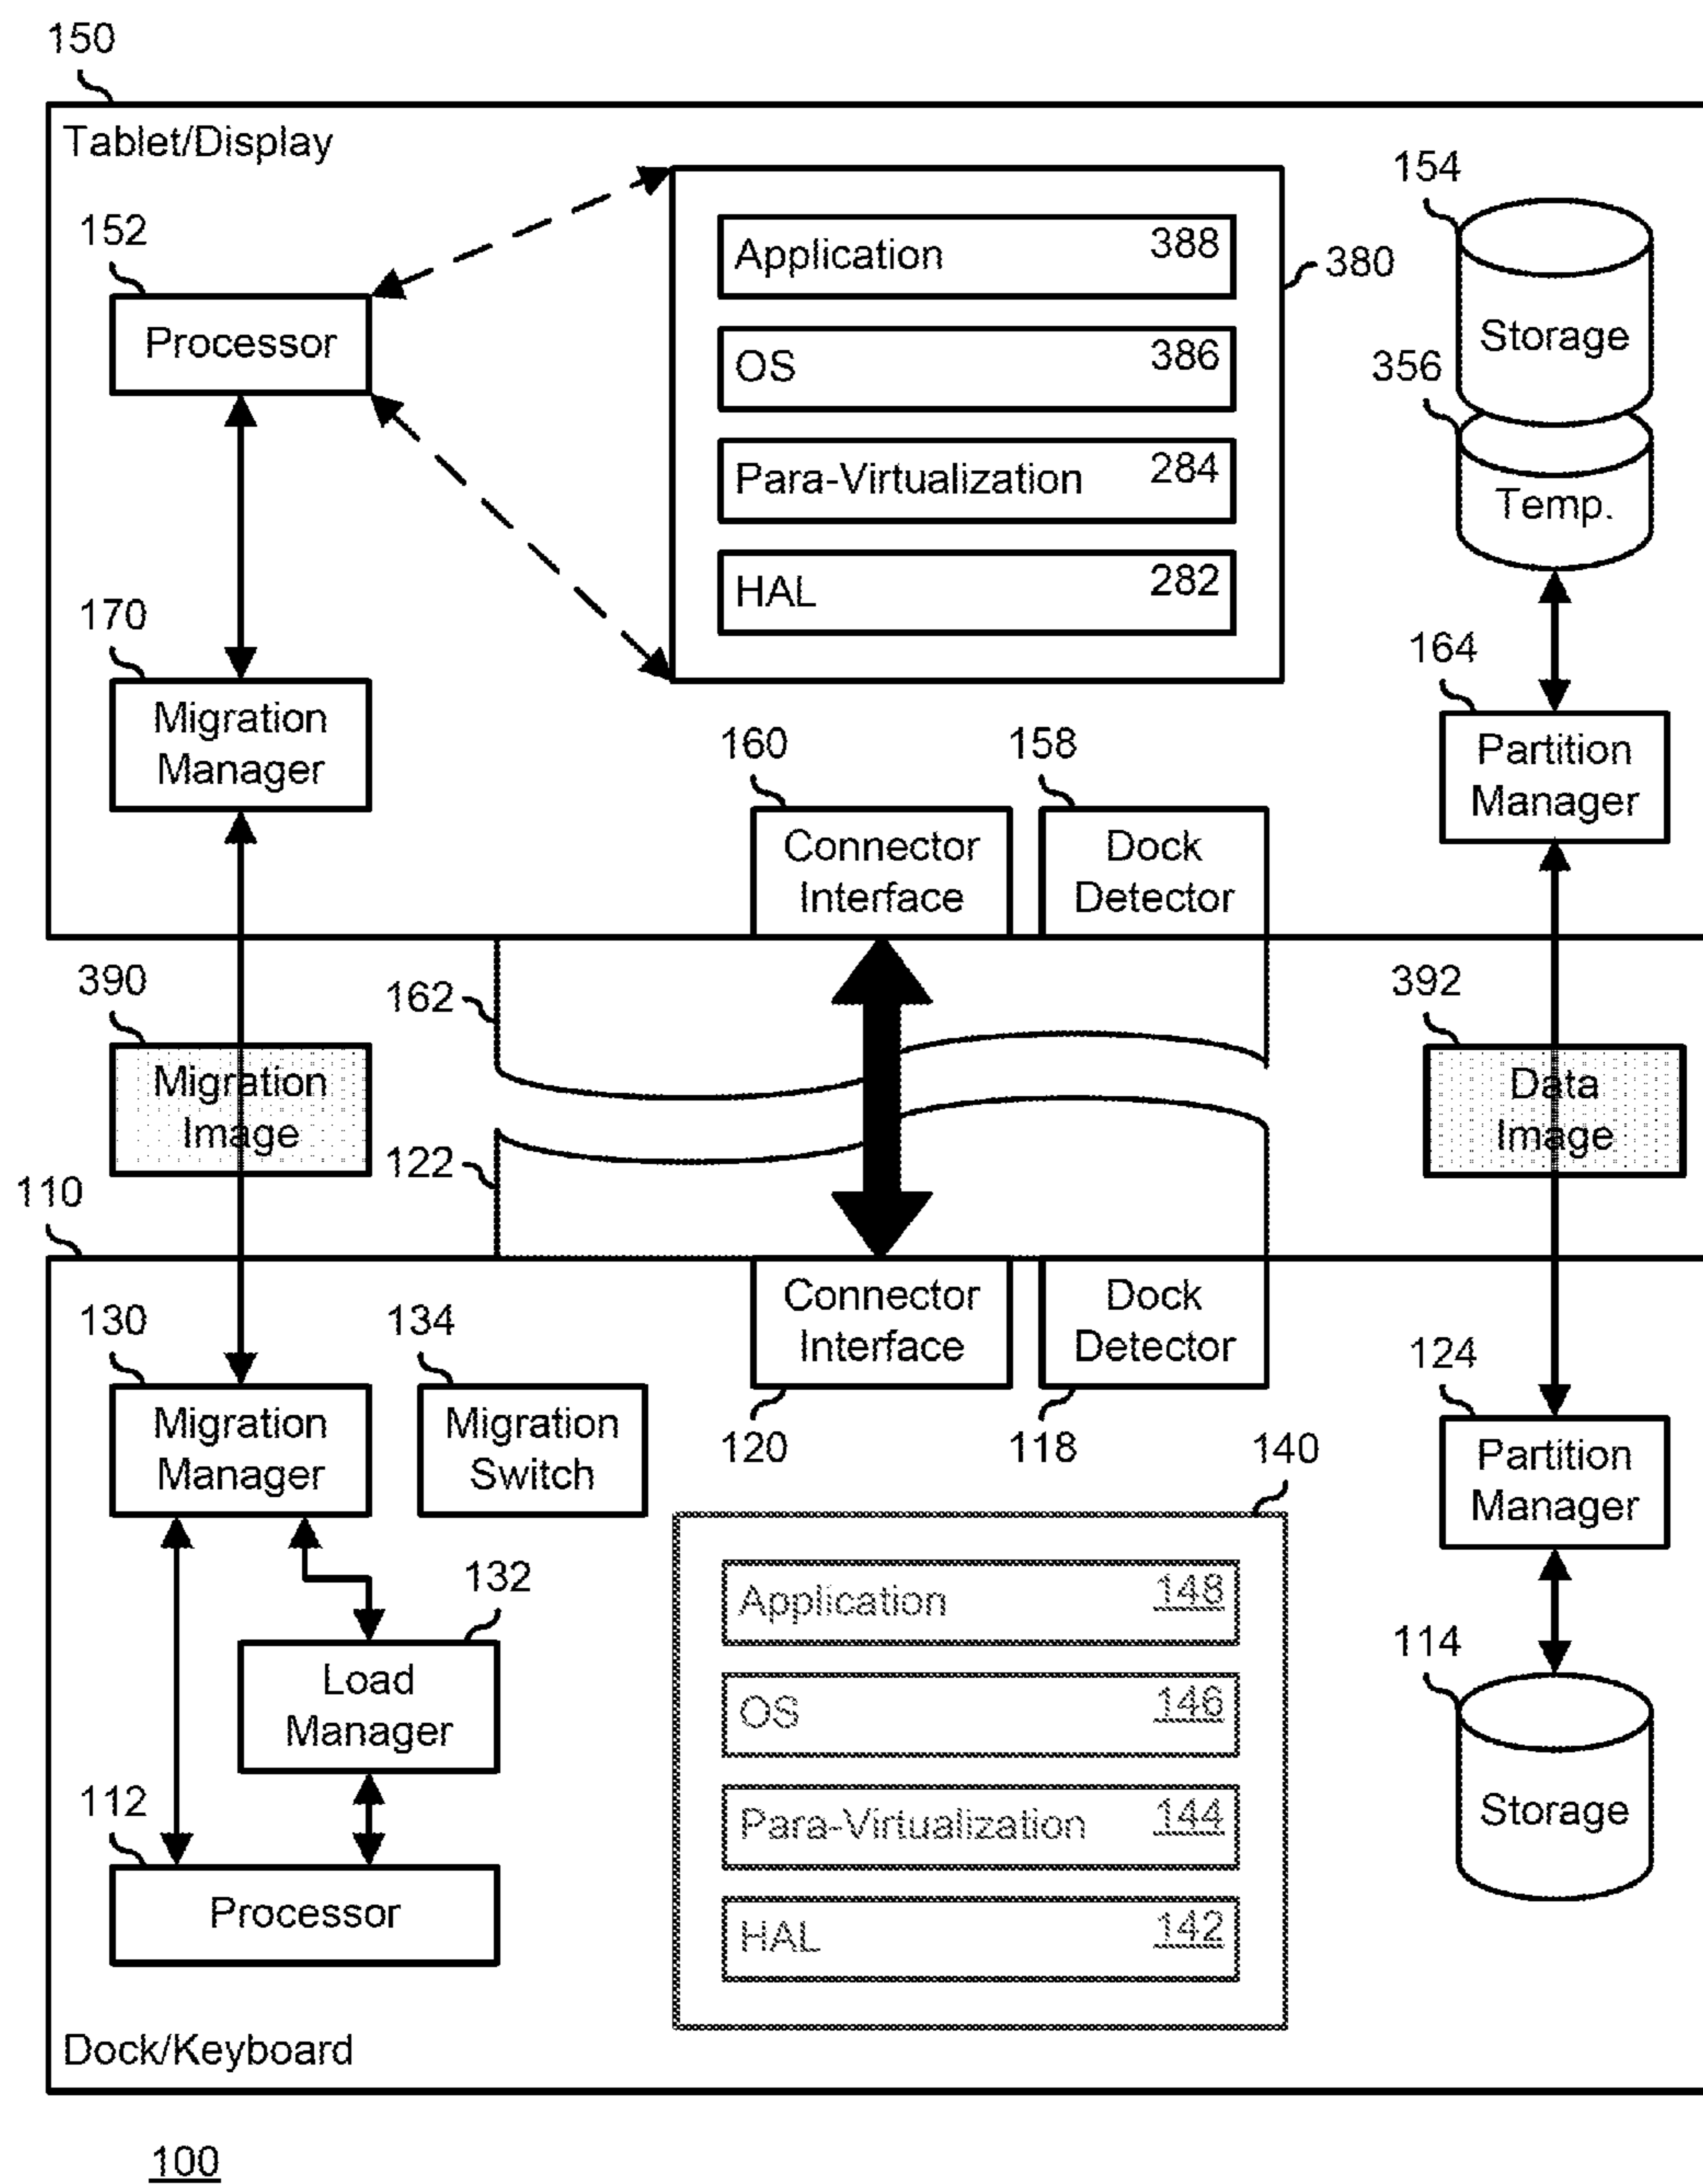 150
Tablet/Display
154
152
Application 388
380
Processor
Storage
OS 386
356
Para-Virtualization 284
Temp.
HAL 282
170
164
Migration
Manager
160
158
Partition
Manager
Connector
Interface
Dock
Detector
390
162
392
Migration
Image
Data
Image
122
110
130
134
Connector
Interface
Dock
Detector
124
Migration
Manager
Migration
Switch
120
118
140
Partition
Manager
132
Application 148
114
Load
Manager
OS 146
112
Para-Virtualization 144
Storage
Processor
HAL 142
Dock/Keyboard
100